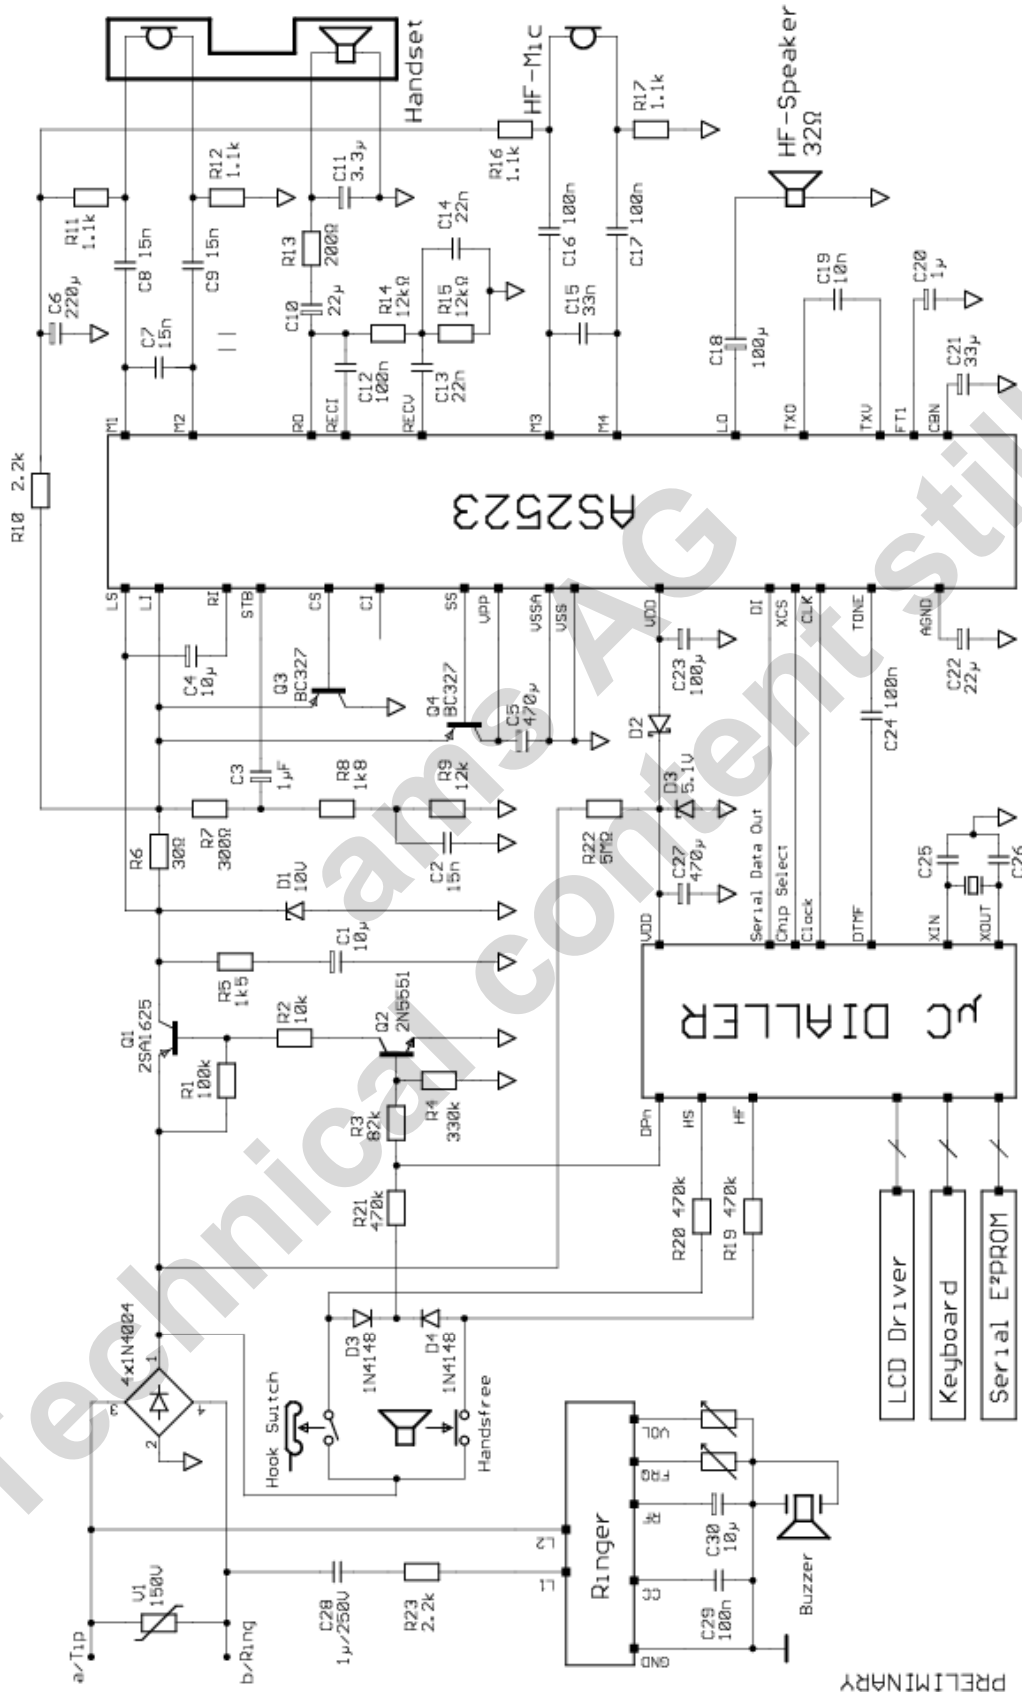 a/Tip
b/Ring
V1
150V
4x1N4004
1
2
3
4
C28
1µ/250V
R23
2.2k
L1
L2
Ringer
GND
CC
RF
FRQ
VOL
C29
100n
C30
10µ
Buzzer
Hook Switch
Handsfree
D3
1N4148
D4
1N4148
R21
470k
R3
82k
R4
330k
R1
100k
Q1
2SA1625
R2
10k
Q2
2N5551
R5
1k5
C1
10µ
D1
10V
R6
30Ω
R7
300Ω
C3
1µF
R8
1k8
R9
12k
C2
15n
Q3
BC327
Q4
BC327
C4
10µ
C5
470µ
R22
5MΩ
D3
5.1V
D2
C27
470µ
C23
100µ
R20 470k
R19 470k
DPn
HS
HF
µC DIALLER
VDD
Serial Data Out
Chip Select
Clock
DTMF
XIN
XOUT
C24 100n
C25
C26
C22
22µ
LCD Driver
Keyboard
Serial E²PROM
LS
LI
RI
STB
CS
CI
SS
VPP
VSSA
VSS
VDD
DI
XCS
CLK
TONE
AGND
AS2523
M1
M2
RO
RECI
RECV
M3
M4
LO
TXO
TXV
FT1
CBN
R10 2.2k
C6
220µ
R11
1.1k
C7
15n
C8 15n
C9 15n
R12
1.1k
C10
22µ
R13
200Ω
C11
3.3µ
C12
100n
R14
12kΩ
C13
22n
R15
12kΩ
C14
22n
R16
1.1k
C15
33n
C16 100n
C17 100n
R17
1.1k
C18
100µ
C19
10n
C20
1µ
C21
33µ
Handset
HF-Mic
HF-Speaker
32Ω
PRELIMINARY
ams AG
Technical content stil